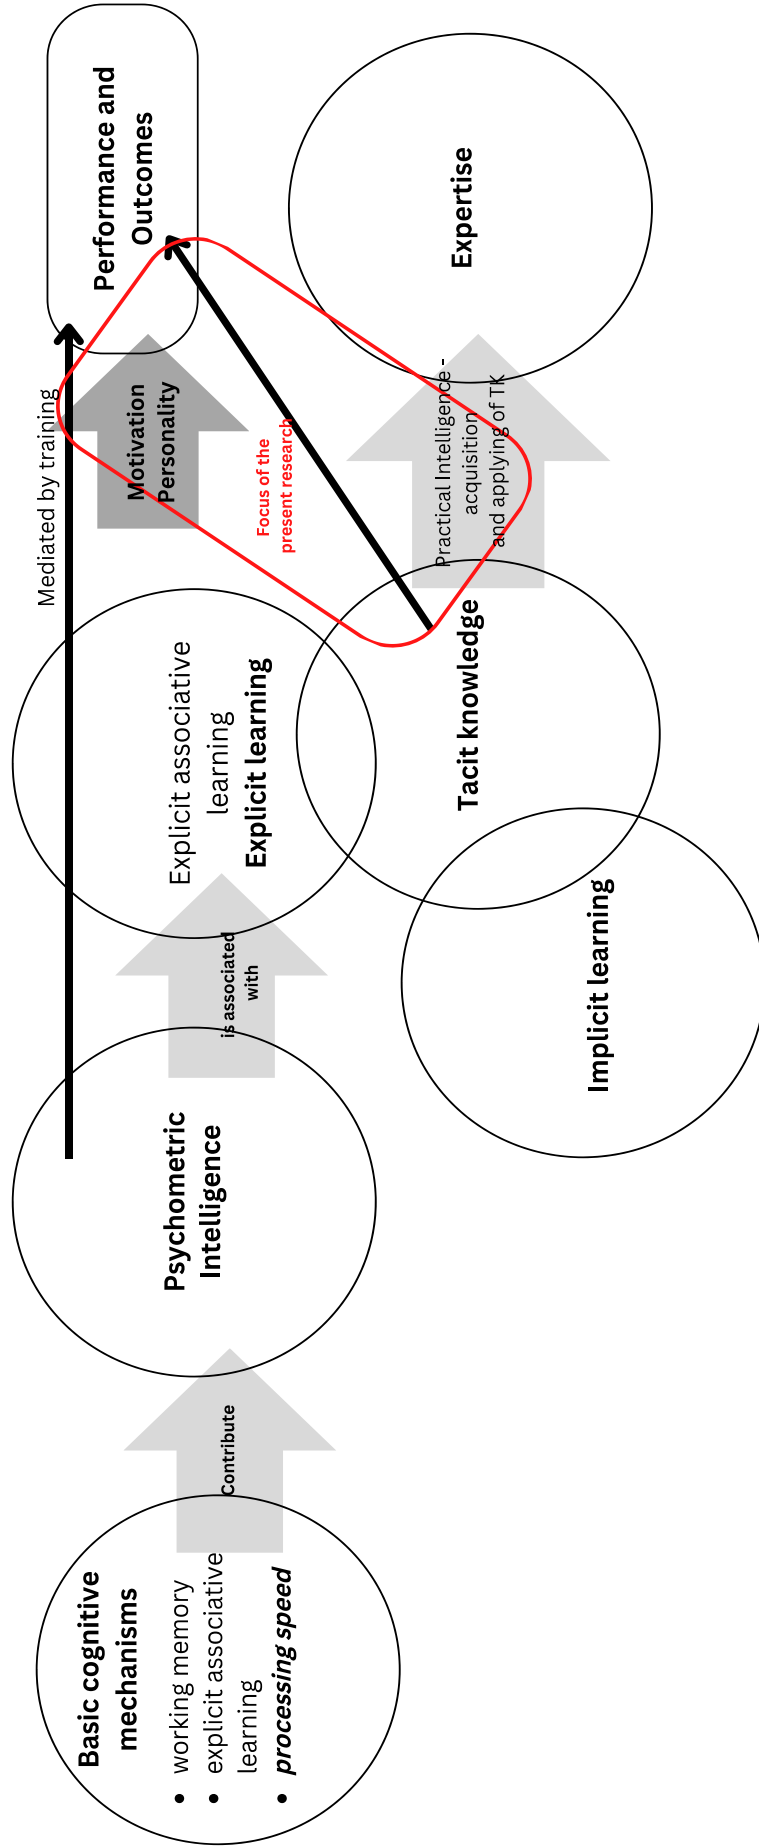 Basic cognitive
mechanisms
• working memory
• explicit associative
learning
• processing speed
Contribute
Psychometric
Intelligence
is associated
with
Explicit associative
learning
Explicit learning
Implicit learning
Tacit knowledge
Mediated by training
Motivation
Personality
Focus of the
present research
Practical Intelligence -
acquisition
and applying of TK
Performance and
Outcomes
Expertise